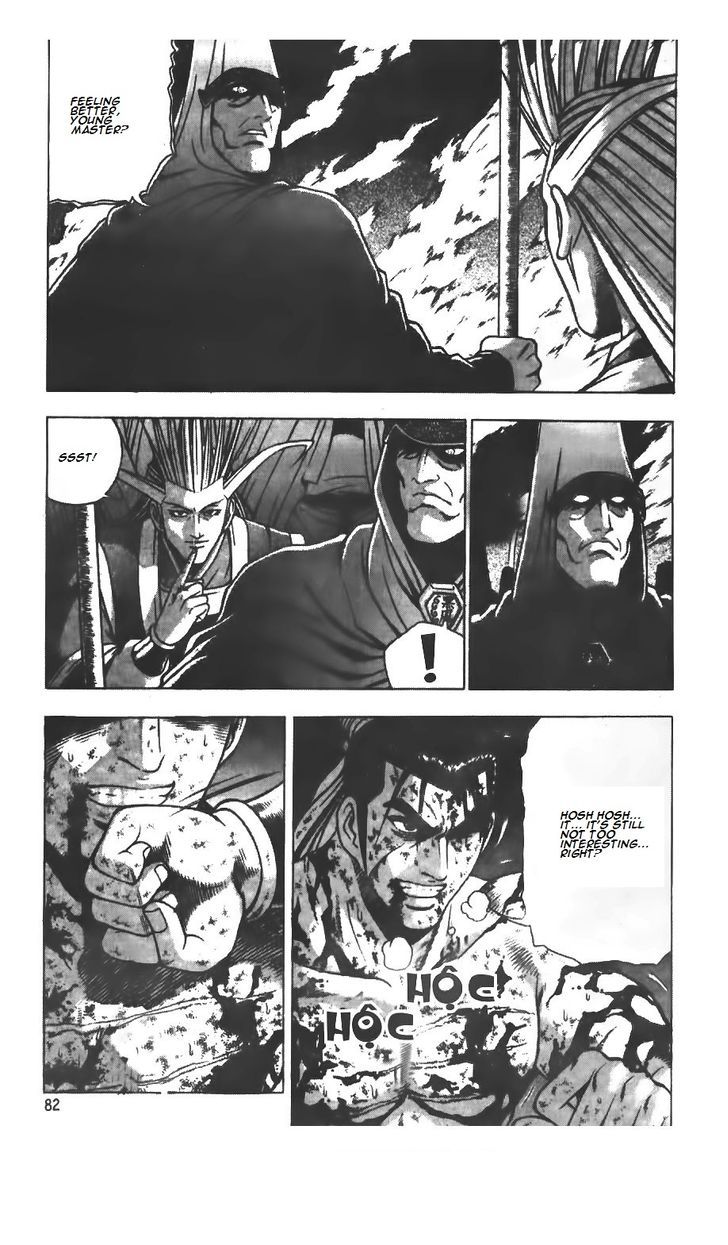 FEELING
BETTER,
YOUNG
MASTER?
SSST!
!
HOSH HOSH...
IT... IT'S STILL
NOT TOO
INTERESTING...
RIGHT?
HỘC
HỘC
82